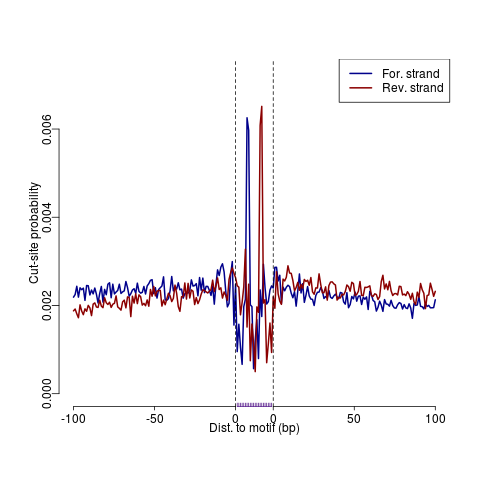 For. strand
Rev. strand
Cut-site probability
0.006
0.004
0.002
0.000
-100 -50 0 0 50 100
Dist. to motif (bp)